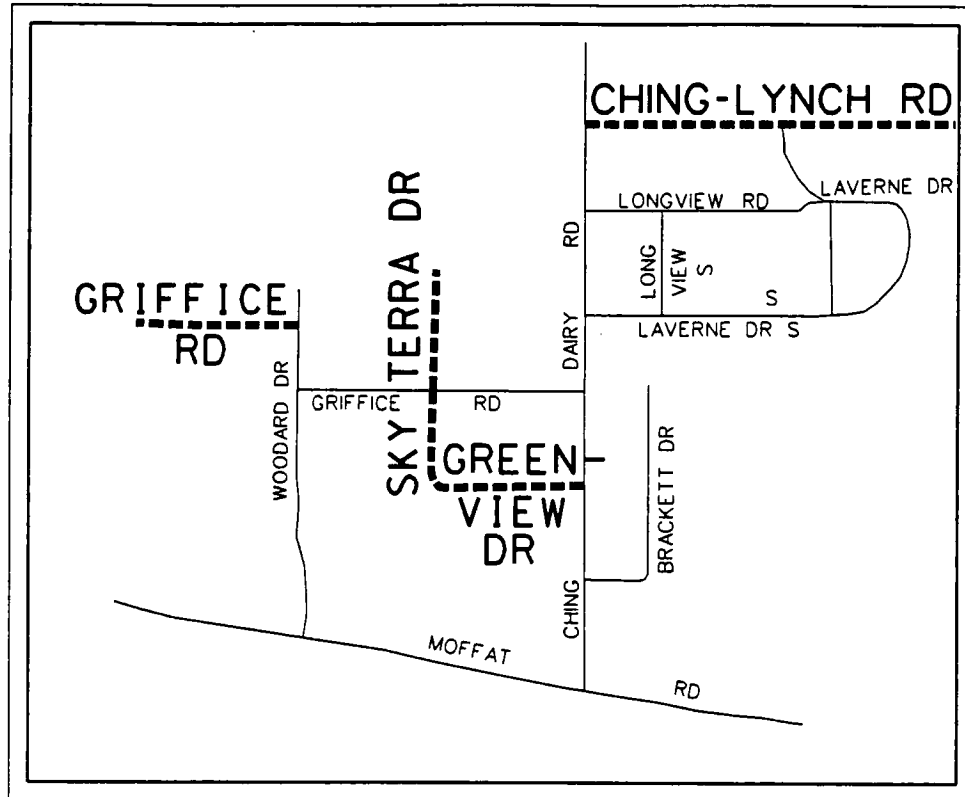 CHING-LYNCH RD
LAVERNE DR
LONGVIEW RD
SKY TERRA DR
DAIRY RD
LONG
VIEW
S
GRIFFICE
RD
S
LAVERNE DR S
GRIFFICE RD
WOODARD DR
GREEN
VIEW
DR
BRACKETT DR
CHING
MOFFAT RD